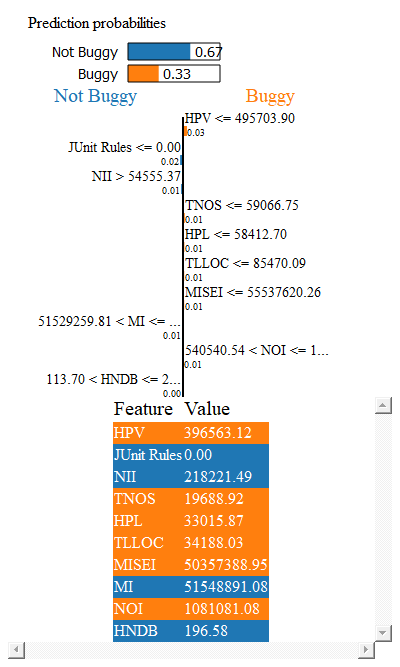 Prediction probabilities
Not Buggy 0.67
Buggy 0.33
Not Buggy Buggy
HPV <= 495703.90
0.03
JUnit Rules <= 0.00
0.02
NII > 54555.37
0.01
TNOS <= 59066.75
0.01
HPL <= 58412.70
0.01
TLLOC <= 85470.09
0.01
MISEI <= 55537620.26
0.01
51529259.81 < MI <= ...
0.01
540540.54 < NOI <= 1...
0.01
113.70 < HNDB <= 2...
0.00
Feature Value
HPV 396563.12
JUnit Rules 0.00
NII 218221.49
TNOS 19688.92
HPL 33015.87
TLLOC 34188.03
MISEI 50357388.95
MI 51548891.08
NOI 1081081.08
HNDB 196.58